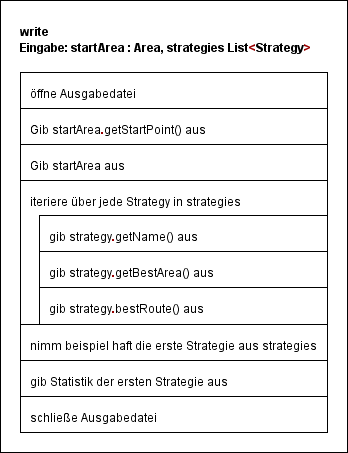 write
Eingabe: startArea : Area, strategies List<Strategy>
öffne Ausgabedatei
Gib startArea.getStartPoint() aus
Gib startArea aus
iteriere über jede Strategy in strategies
gib strategy.getName() aus
gib strategy.getBestArea() aus
gib strategy.bestRoute() aus
nimm beispiel haft die erste Strategie aus strategies
gib Statistik der ersten Strategie aus
schließe Ausgabedatei